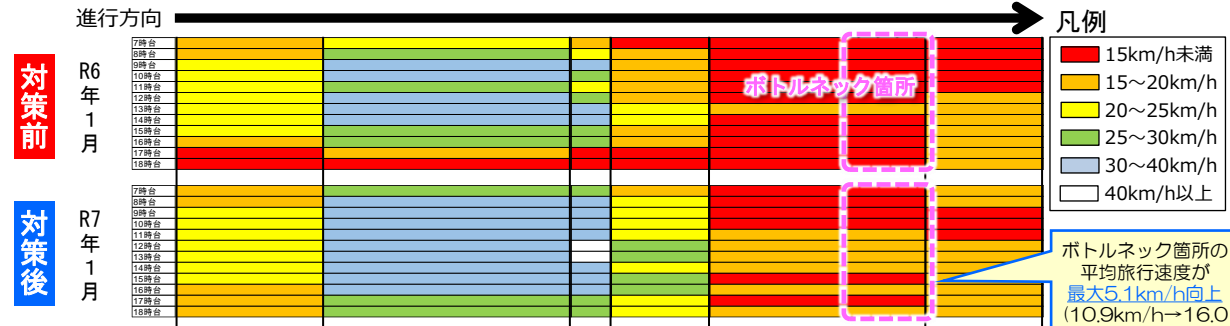 進行方向
凡例
対策前
R6年1月
7時台
8時台
9時台
10時台
11時台
12時台
13時台
14時台
15時台
16時台
17時台
18時台
ボトルネック箇所
15km/h未満
15~20km/h
20~25km/h
25~30km/h
30~40km/h
40km/h以上
対策後
R7年1月
7時台
8時台
9時台
10時台
11時台
12時台
13時台
14時台
15時台
16時台
17時台
18時台
ボトルネック箇所の
平均旅行速度が
最大5.1km/h向上
(10.9km/h→16.0